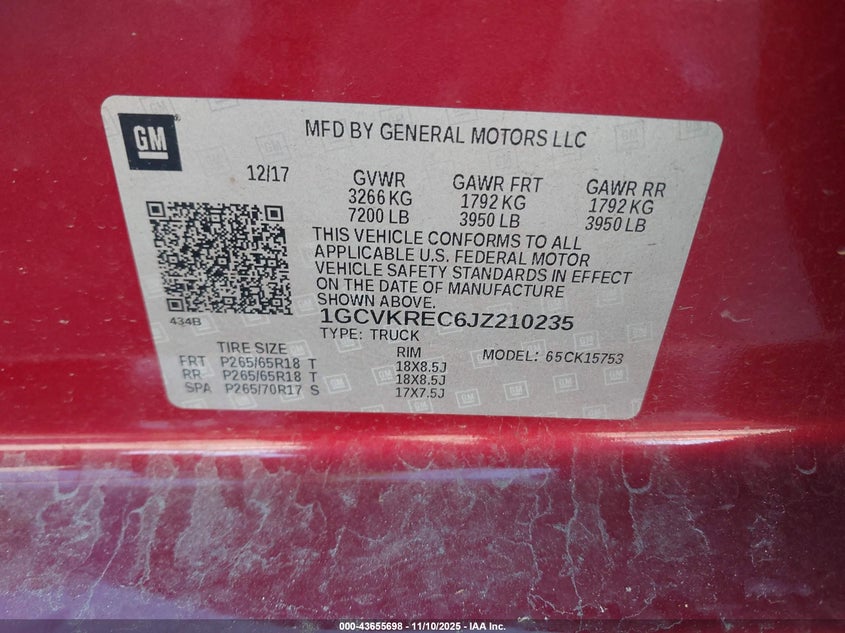 GM
MFD BY GENERAL MOTORS LLC
12/17
GVWR
3266 KG
7200 LB
GAWR FRT
1792 KG
3950 LB
GAWR RR
1792 KG
3950 LB
THIS VEHICLE CONFORMS TO ALL
APPLICABLE U.S. FEDERAL MOTOR
VEHICLE SAFETY STANDARDS IN EFFECT
ON THE DATE OF MANUFACTURE
SHOWN ABOVE.
434B
1GCVKREC6JZ210235
TYPE: TRUCK
MODEL: 65CK15753
TIRE SIZE RIM
FRT P265/65R18 T 18X8.5J
RR P265/65R18 T 18X8.5J
SPA P265/70R17 S 17X7.5J
000-43655698 - 11/10/2025 - IAA Inc.